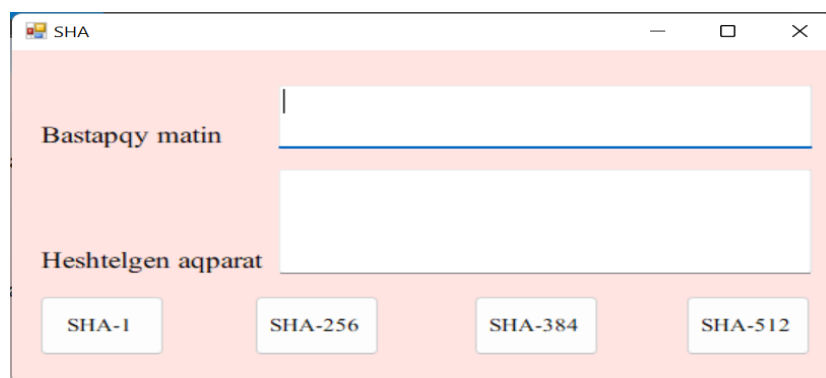 SHA
Bastapqy matin
Heshtelgen aqparat
SHA-1 SHA-256 SHA-384 SHA-512